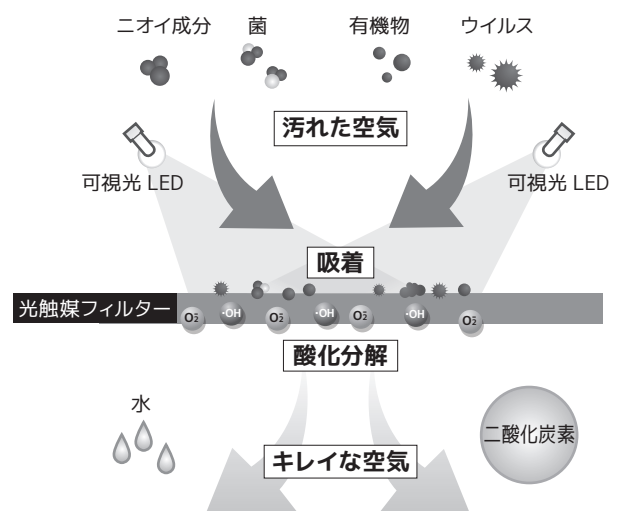 ニオイ成分 菌 有機物 ウイルス
汚れた空気
可視光 LED 可視光 LED
吸着
光触媒フィルター
O₂⁻ ·OH O₂⁻ ·OH O₂⁻ ·OH O₂⁻
酸化分解
水
二酸化炭素
キレイな空気